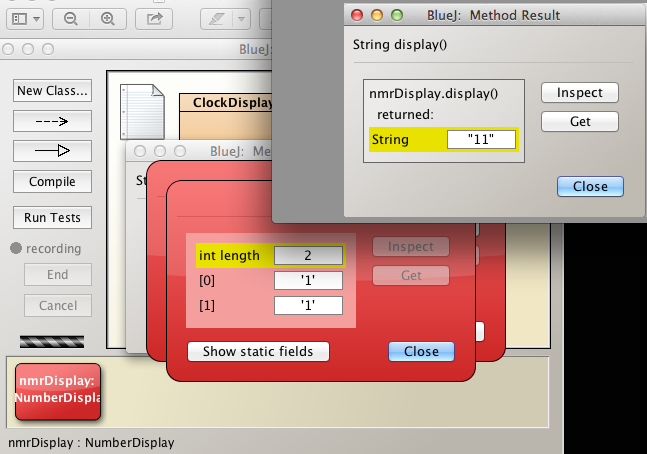 BlueJ: Method Result
String display()
nmrDisplay.display()
returned:
String "11"
Inspect
Get
Close
BlueJ:
New Class...
Compile
Run Tests
recording
End
Cancel
ClockDisplay
BlueJ: Me
St
int length 2
[0] '1'
[1] '1'
Inspect
Get
Show static fields
Close
nmrDisplay:
NumberDispla
nmrDisplay : NumberDisplay